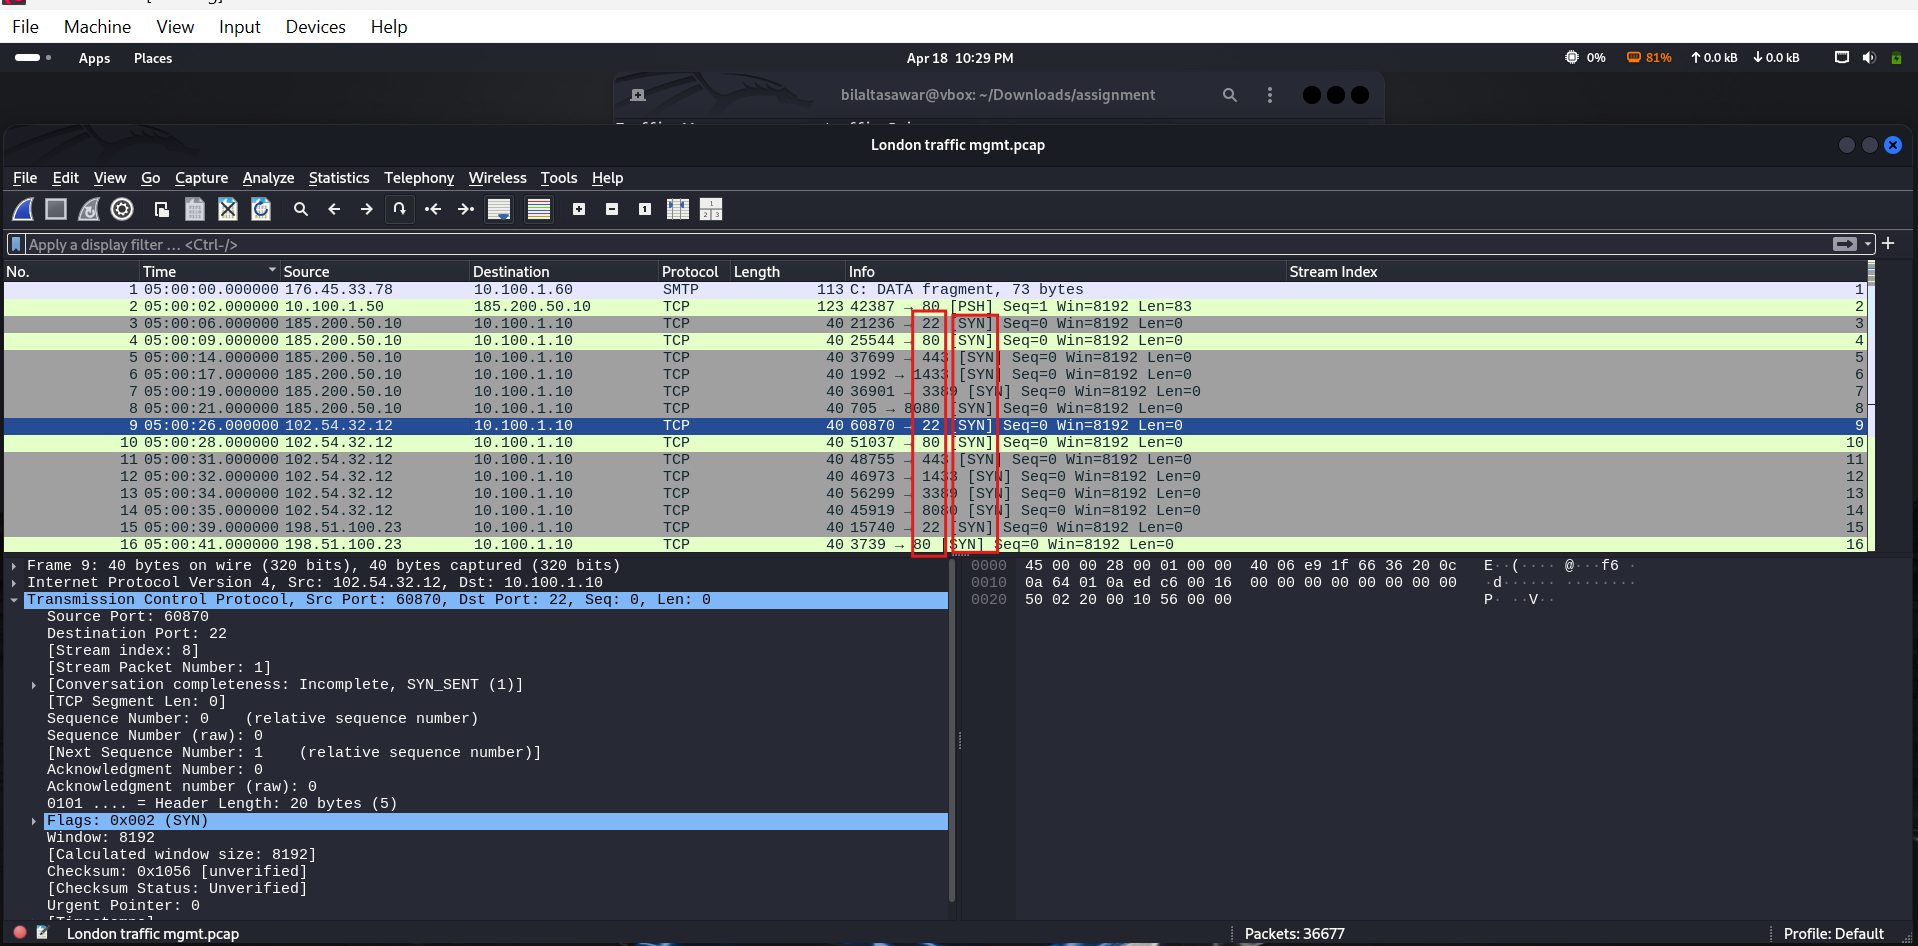 File Machine View Input Devices Help
Apps Places Apr 18 10:29 PM 0% 81% 0.0 kB 0.0 kB
bilaltasawar@vbox: ~/Downloads/assignment
London traffic mgmt.pcap
File Edit View Go Capture Analyze Statistics Telephony Wireless Tools Help
Apply a display filter … <Ctrl-/>
No. Time Source Destination Protocol Length Info Stream Index
1 05:00:00.000000 176.45.33.78 10.100.1.60 SMTP 113 C: DATA fragment, 73 bytes 1
2 05:00:02.000000 10.100.1.50 185.200.50.10 TCP 123 42387 → 80 [PSH] Seq=1 Win=8192 Len=83 2
3 05:00:06.000000 185.200.50.10 10.100.1.10 TCP 40 21236 → 22 [SYN] Seq=0 Win=8192 Len=0 3
4 05:00:09.000000 185.200.50.10 10.100.1.10 TCP 40 25544 → 80 [SYN] Seq=0 Win=8192 Len=0 4
5 05:00:14.000000 185.200.50.10 10.100.1.10 TCP 40 37699 → 443 [SYN] Seq=0 Win=8192 Len=0 5
6 05:00:17.000000 185.200.50.10 10.100.1.10 TCP 40 1992 → 1433 [SYN] Seq=0 Win=8192 Len=0 6
7 05:00:19.000000 185.200.50.10 10.100.1.10 TCP 40 36901 → 3389 [SYN] Seq=0 Win=8192 Len=0 7
8 05:00:21.000000 185.200.50.10 10.100.1.10 TCP 40 705 → 8080 [SYN] Seq=0 Win=8192 Len=0 8
9 05:00:26.000000 102.54.32.12 10.100.1.10 TCP 40 60870 → 22 [SYN] Seq=0 Win=8192 Len=0 9
10 05:00:28.000000 102.54.32.12 10.100.1.10 TCP 40 51037 → 80 [SYN] Seq=0 Win=8192 Len=0 10
11 05:00:31.000000 102.54.32.12 10.100.1.10 TCP 40 48755 → 443 [SYN] Seq=0 Win=8192 Len=0 11
12 05:00:32.000000 102.54.32.12 10.100.1.10 TCP 40 46973 → 1433 [SYN] Seq=0 Win=8192 Len=0 12
13 05:00:34.000000 102.54.32.12 10.100.1.10 TCP 40 56299 → 3389 [SYN] Seq=0 Win=8192 Len=0 13
14 05:00:35.000000 102.54.32.12 10.100.1.10 TCP 40 45919 → 8080 [SYN] Seq=0 Win=8192 Len=0 14
15 05:00:39.000000 198.51.100.23 10.100.1.10 TCP 40 15740 → 22 [SYN] Seq=0 Win=8192 Len=0 15
16 05:00:41.000000 198.51.100.23 10.100.1.10 TCP 40 3739 → 80 [SYN] Seq=0 Win=8192 Len=0 16
Frame 9: 40 bytes on wire (320 bits), 40 bytes captured (320 bits)
Internet Protocol Version 4, Src: 102.54.32.12, Dst: 10.100.1.10
Transmission Control Protocol, Src Port: 60870, Dst Port: 22, Seq: 0, Len: 0
Source Port: 60870
Destination Port: 22
[Stream index: 8]
[Stream Packet Number: 1]
[Conversation completeness: Incomplete, SYN_SENT (1)]
[TCP Segment Len: 0]
Sequence Number: 0 (relative sequence number)
Sequence Number (raw): 0
[Next Sequence Number: 1 (relative sequence number)]
Acknowledgment Number: 0
Acknowledgment number (raw): 0
0101 .... = Header Length: 20 bytes (5)
Flags: 0x002 (SYN)
Window: 8192
[Calculated window size: 8192]
Checksum: 0x1056 [unverified]
[Checksum Status: Unverified]
Urgent Pointer: 0
0000 45 00 00 28 00 01 00 00 40 06 e9 1f 66 36 20 0c E··(···· @···f6 ·
0010 0a 64 01 0a ed c6 00 16 00 00 00 00 00 00 00 00 ·d······ ········
0020 50 02 20 00 10 56 00 00 P· ··V··
London traffic mgmt.pcap Packets: 36677 Profile: Default